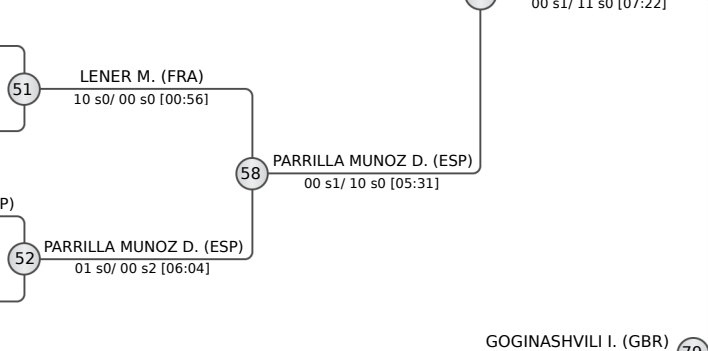 00 s1/ 11 s0 [07:22]
LENER M. (FRA)
51
10 s0/ 00 s0 [00:56]
PARRILLA MUNOZ D. (ESP)
58
00 s1/ 10 s0 [05:31]
P)
PARRILLA MUNOZ D. (ESP)
52
01 s0/ 00 s2 [06:04]
GOGINASHVILI I. (GBR)